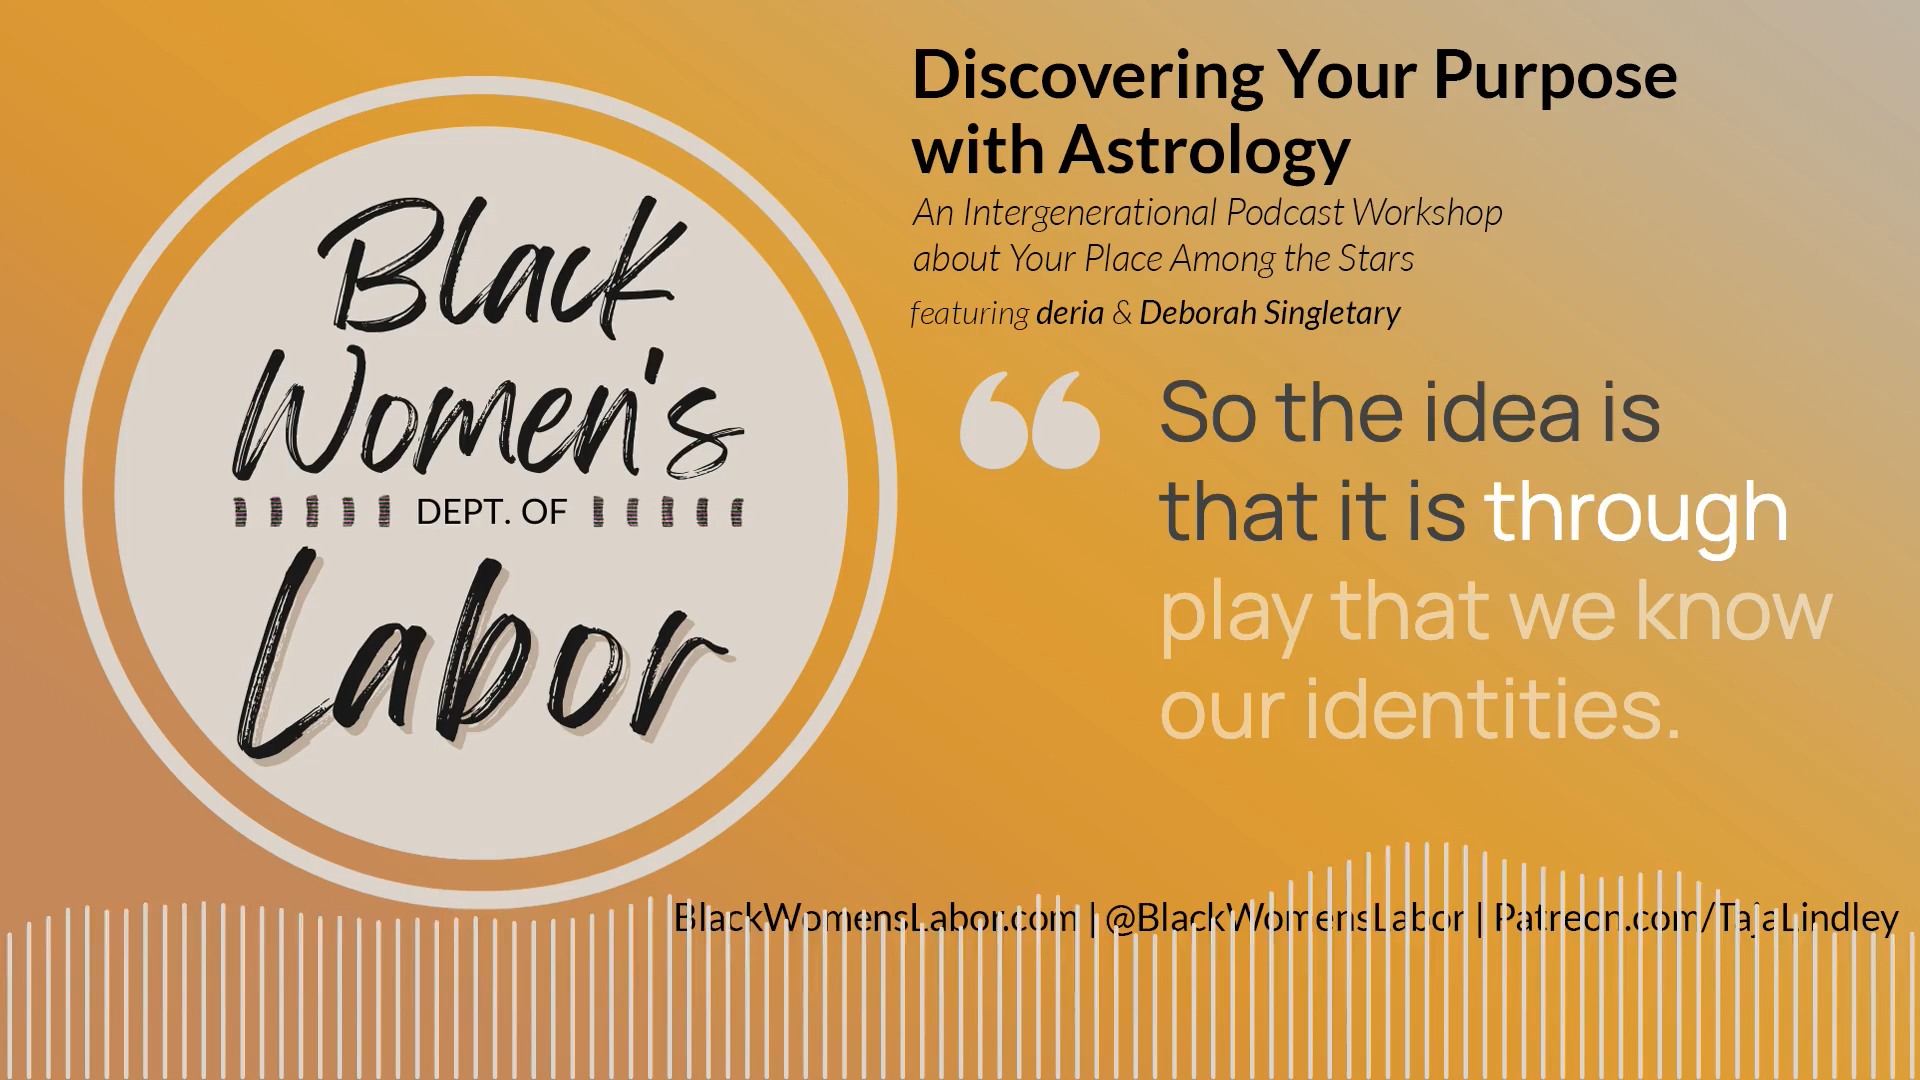 Black
Women's
DEPT. OF
Labor
Discovering Your Purpose
with Astrology
An Intergenerational Podcast Workshop
about Your Place Among the Stars
featuring deria & Deborah Singletary
So the idea is
that it is through
play that we know
our identities.
BlackWomensLabor.com | @BlackWomensLabor | Patreon.com/TajaLindley